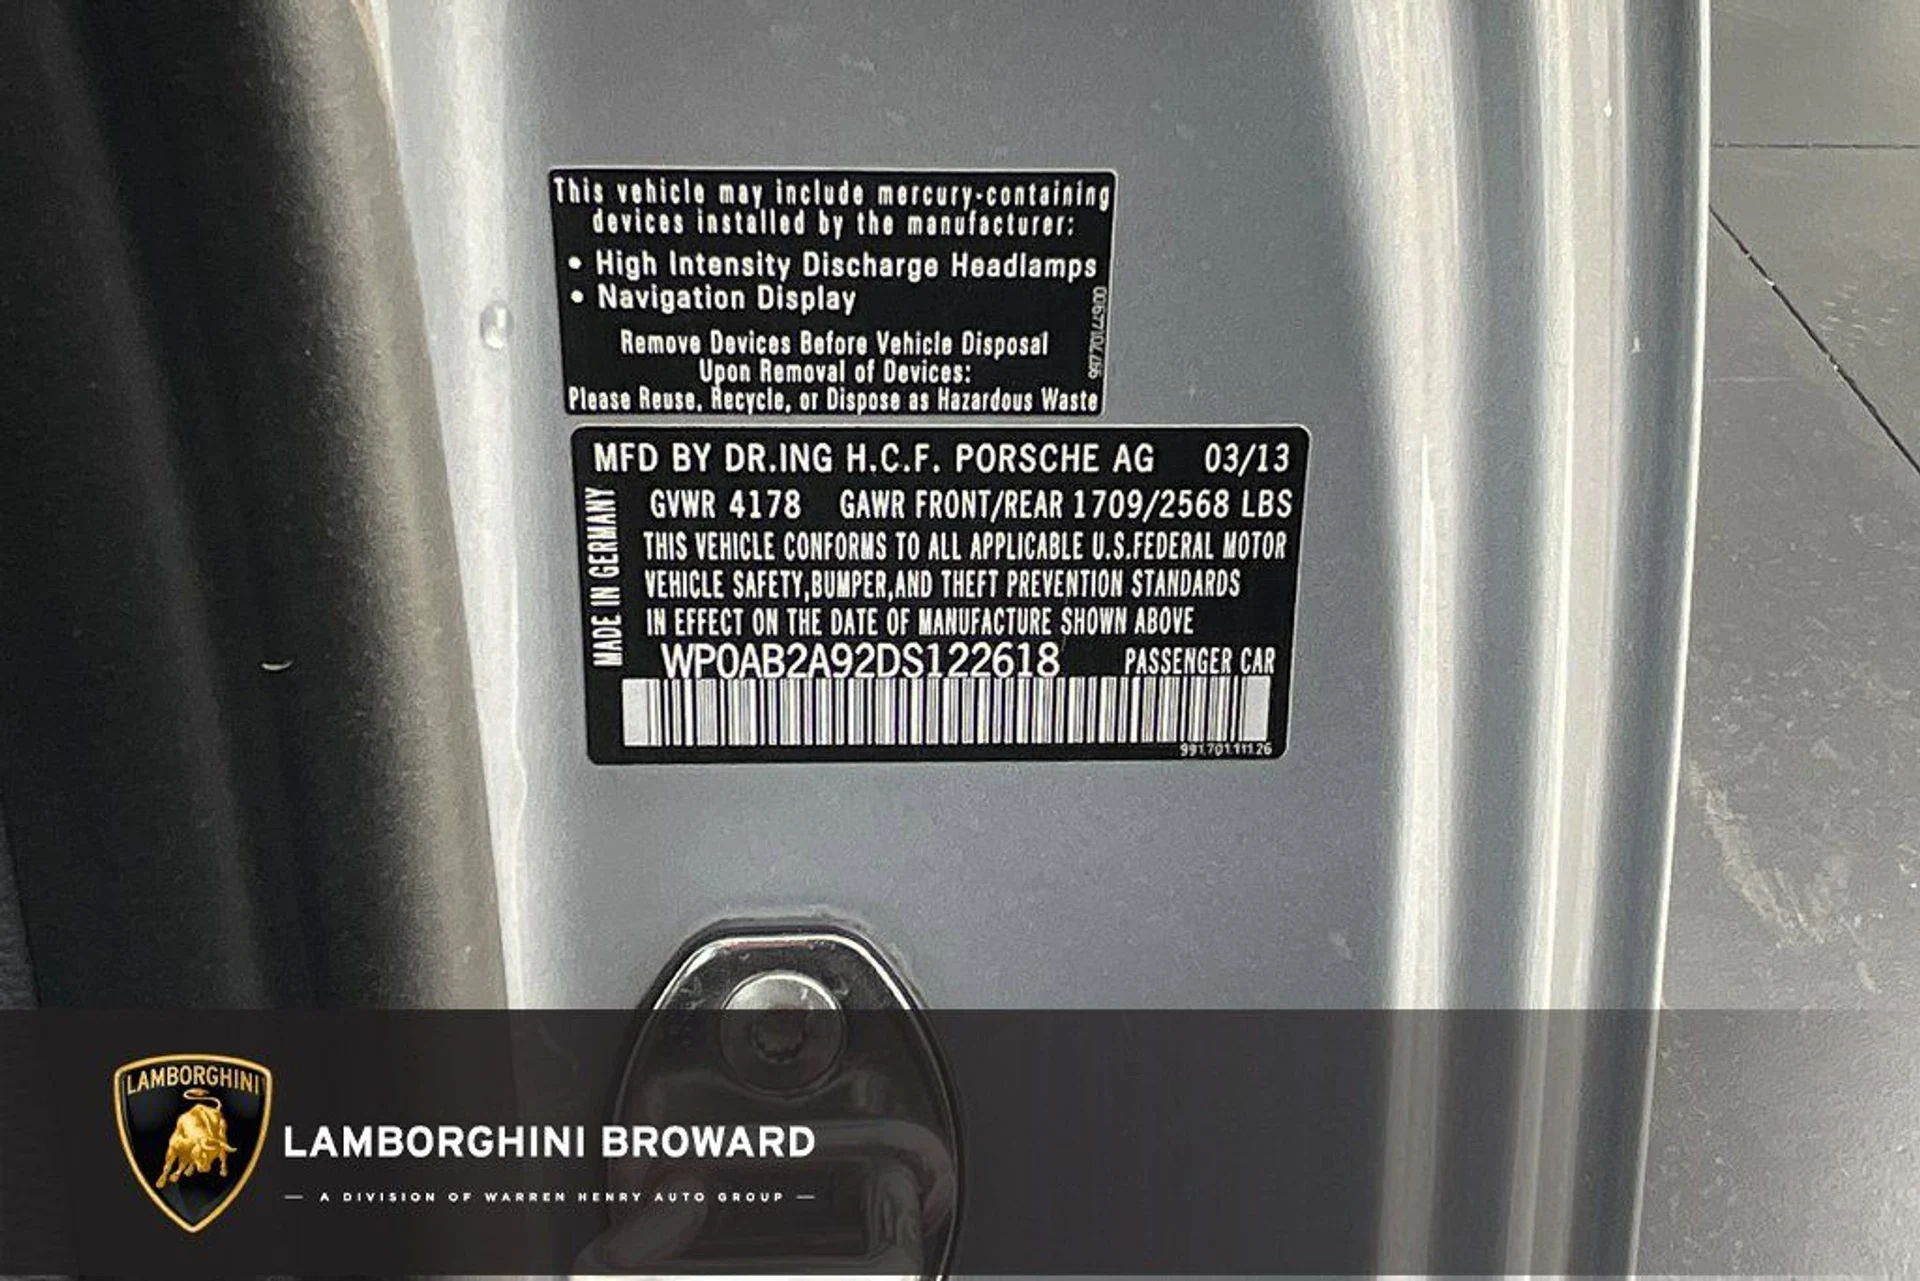 This vehicle may include mercury-containing
devices installed by the manufacturer:
• High Intensity Discharge Headlamps
• Navigation Display
Remove Devices Before Vehicle Disposal
Upon Removal of Devices:
Please Reuse, Recycle, or Dispose as Hazardous Waste
MFD BY DR.ING H.C.F. PORSCHE AG 03/13
GVWR 4178 GAWR FRONT/REAR 1709/2568 LBS
THIS VEHICLE CONFORMS TO ALL APPLICABLE U.S.FEDERAL MOTOR
VEHICLE SAFETY,BUMPER,AND THEFT PREVENTION STANDARDS
IN EFFECT ON THE DATE OF MANUFACTURE SHOWN ABOVE
WP0AB2A92DS122618 PASSENGER CAR
MADE IN GERMANY
991.701.111.26
LAMBORGHINI
LAMBORGHINI BROWARD
— A DIVISION OF WARREN HENRY AUTO GROUP —